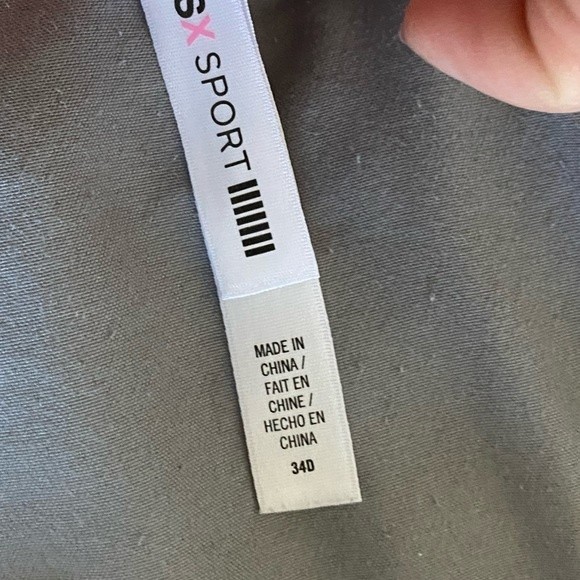 SX SPORT
MADE IN
CHINA /
FAIT EN
CHINE /
HECHO EN
CHINA
34D